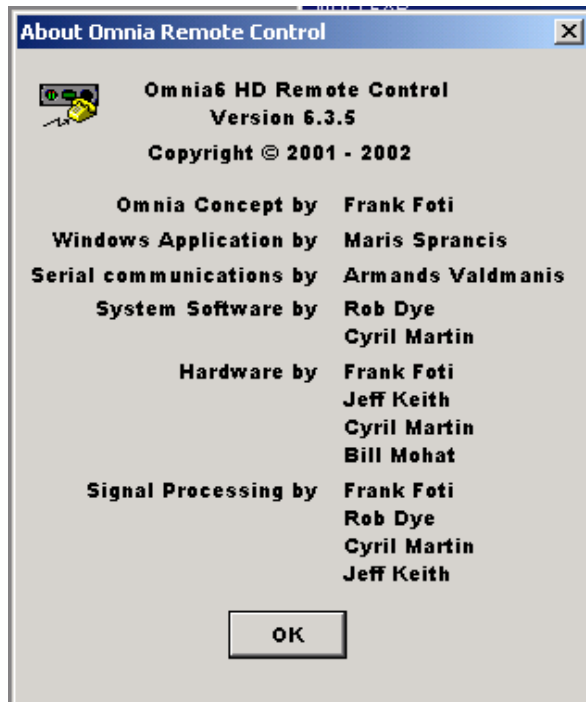 About Omnia Remote Control
Omnia6 HD Remote Control
Version 6.3.5
Copyright © 2001 - 2002
Omnia Concept by Frank Foti
Windows Application by Maris Sprancis
Serial communications by Armands Valdmanis
System Software by Rob Dye
Cyril Martin
Hardware by Frank Foti
Jeff Keith
Cyril Martin
Bill Mohat
Signal Processing by Frank Foti
Rob Dye
Cyril Martin
Jeff Keith
OK